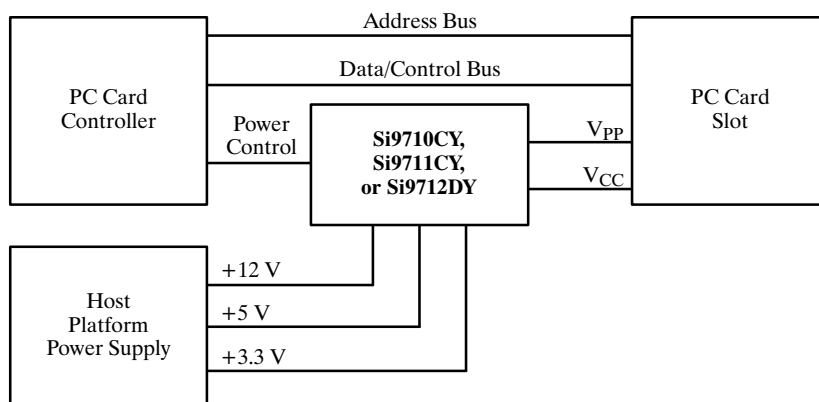 Address Bus
Data/Control Bus
PC Card
Controller
Power
Control
Si9710CY,
Si9711CY,
or Si9712DY
VPP
VCC
PC Card
Slot
Host
Platform
Power Supply
+12 V
+5 V
+3.3 V